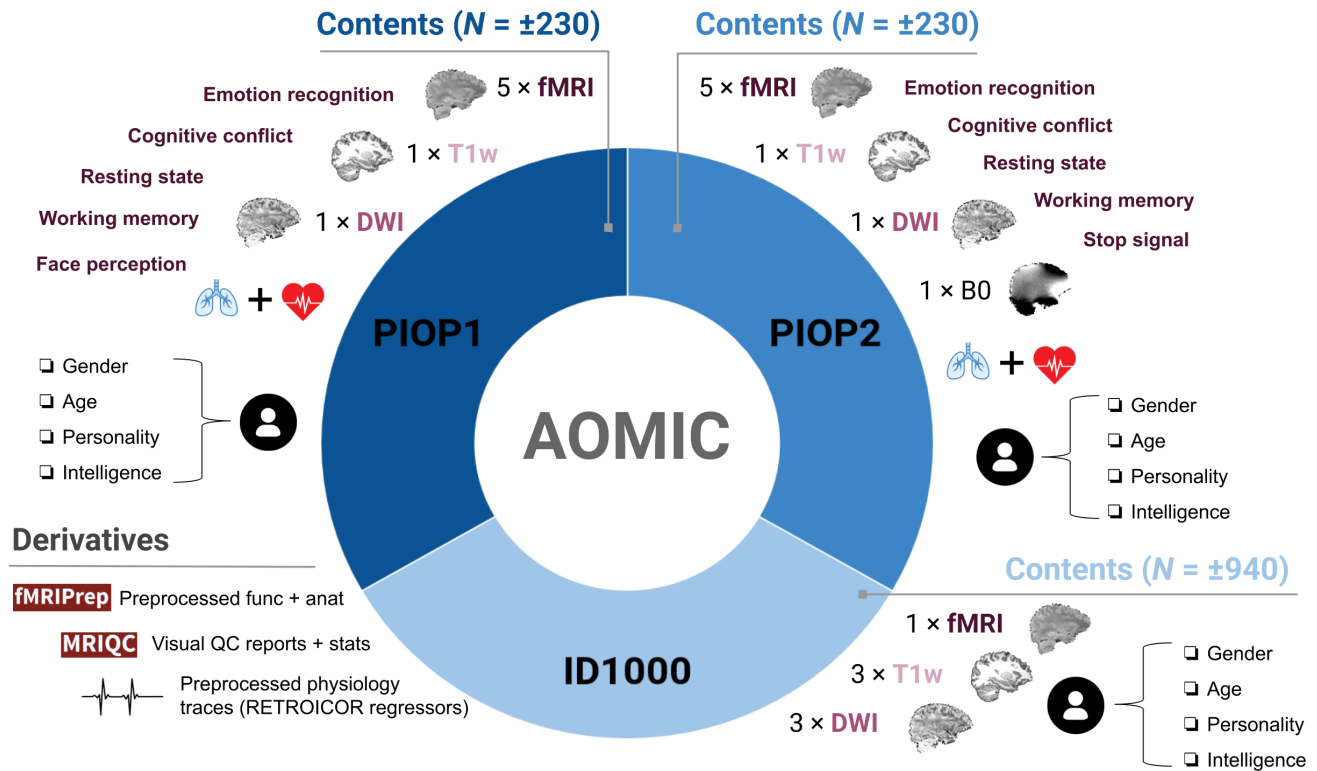 Contents (N = ±230)
5 × fMRI
Emotion recognition
Cognitive conflict
1 × T1w
Resting state
Working memory
1 × DWI
Face perception
+
PIOP1
❏ Gender
❏ Age
❏ Personality
❏ Intelligence
Contents (N = ±230)
5 × fMRI
Emotion recognition
Cognitive conflict
1 × T1w
Resting state
Working memory
1 × DWI
Stop signal
1 × B0
+
PIOP2
❏ Gender
❏ Age
❏ Personality
❏ Intelligence
AOMIC
Derivatives
fMRIPrep Preprocessed func + anat
MRIQC Visual QC reports + stats
Preprocessed physiology
traces (RETROICOR regressors)
ID1000
Contents (N = ±940)
1 × fMRI
3 × T1w
3 × DWI
❏ Gender
❏ Age
❏ Personality
❏ Intelligence